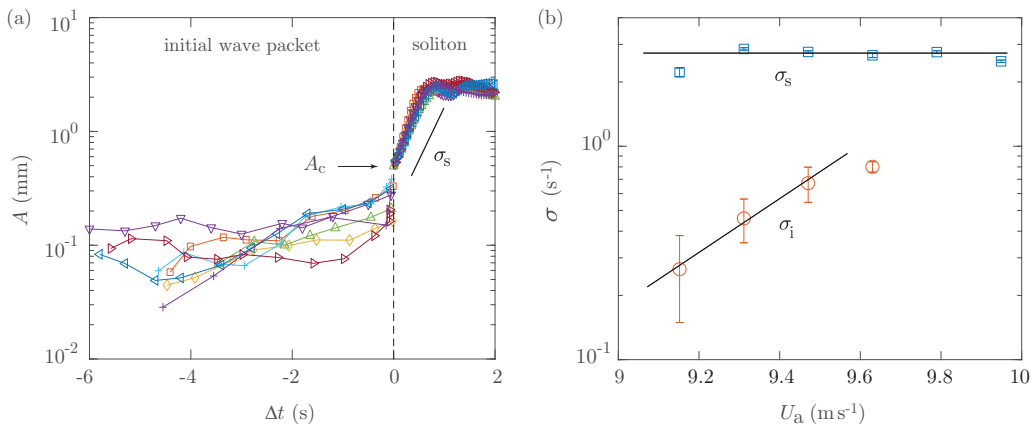 (a)
initial wave packet
soliton
A_c
σ_s
10^1
10^0
10^-1
10^-2
A (mm)
-6
-4
-2
0
2
Δt (s)
(b)
σ_s
σ_i
10^0
10^-1
σ (s^-1)
9
9.2
9.4
9.6
9.8
10
U_a (m s^-1)